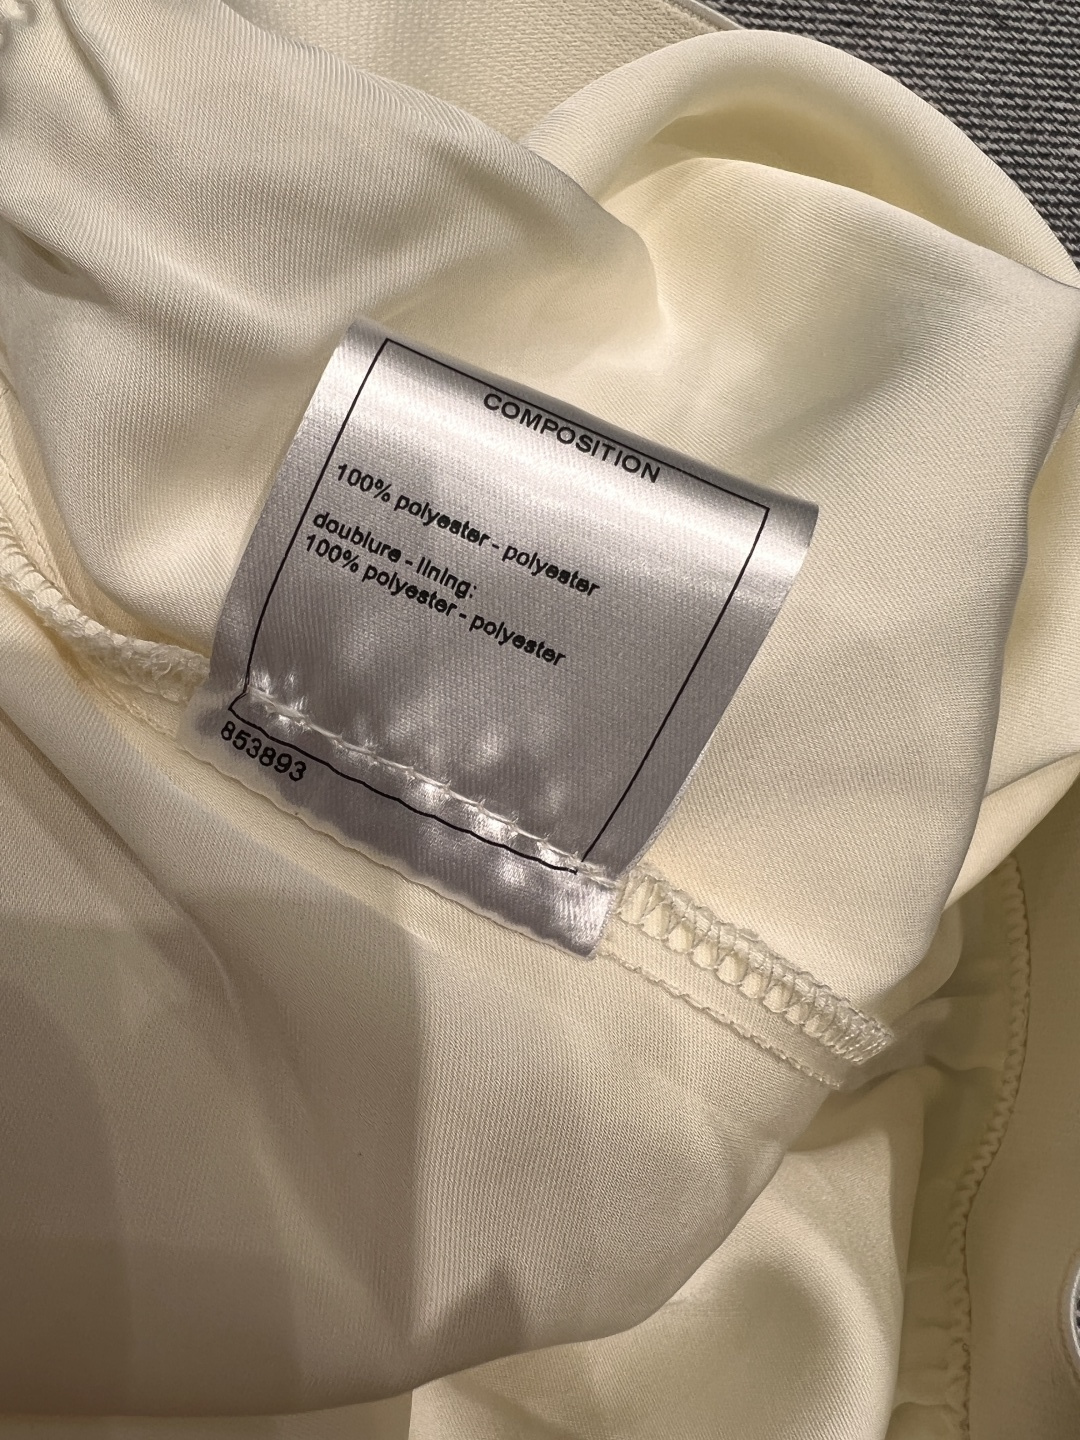 COMPOSITION
100% polyester - polyester
doublure - lining:
100% polyester - polyester
853893